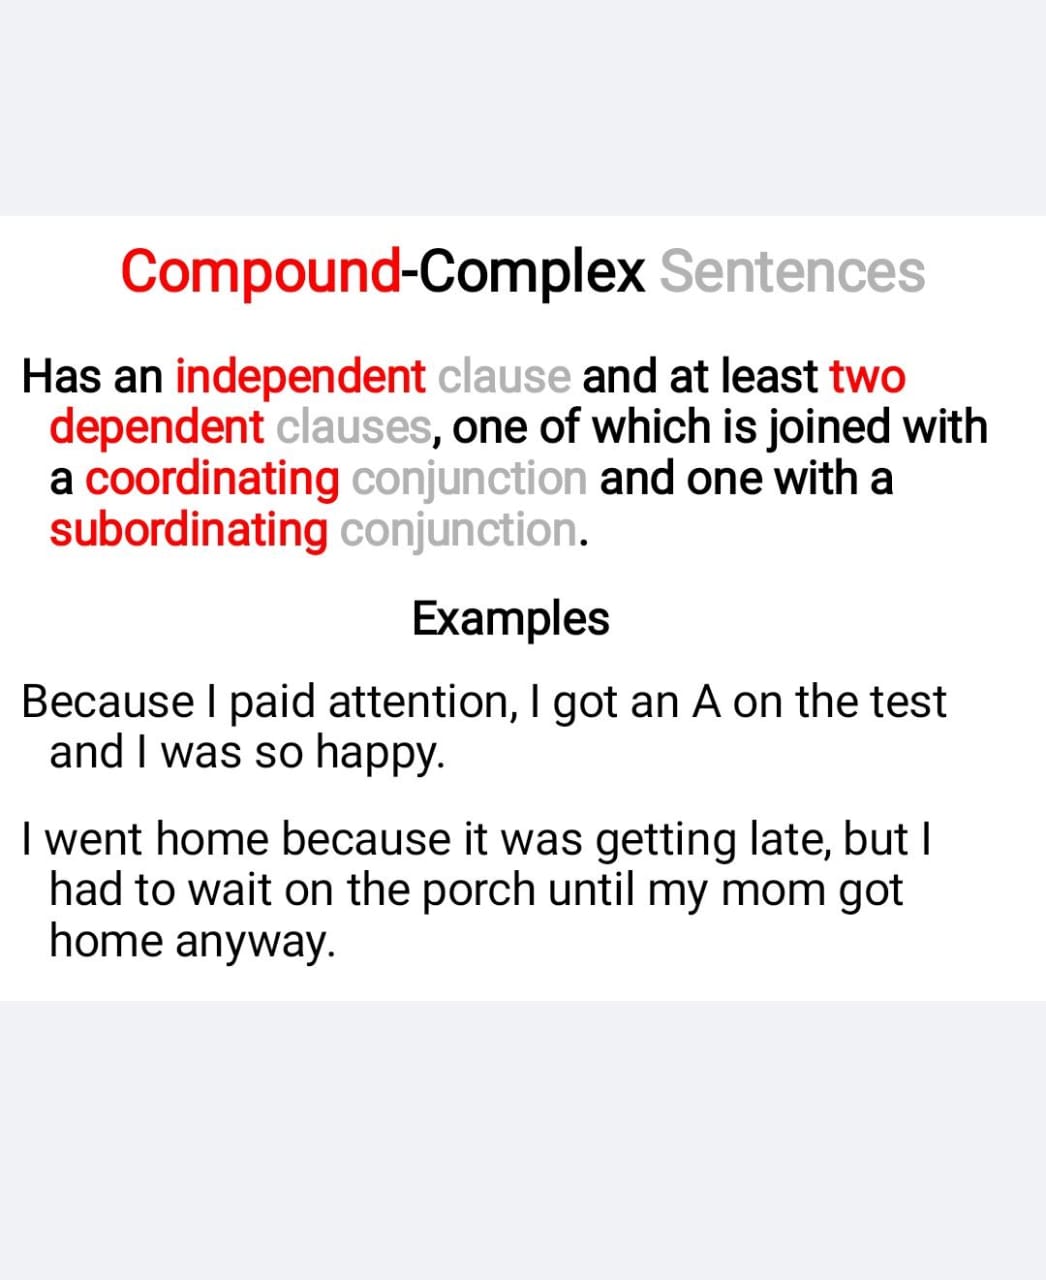 Compound-Complex Sentences
Has an independent clause and at least two
dependent clauses, one of which is joined with
a coordinating conjunction and one with a
subordinating conjunction.
Examples
Because I paid attention, I got an A on the test
and I was so happy.
I went home because it was getting late, but I
had to wait on the porch until my mom got
home anyway.